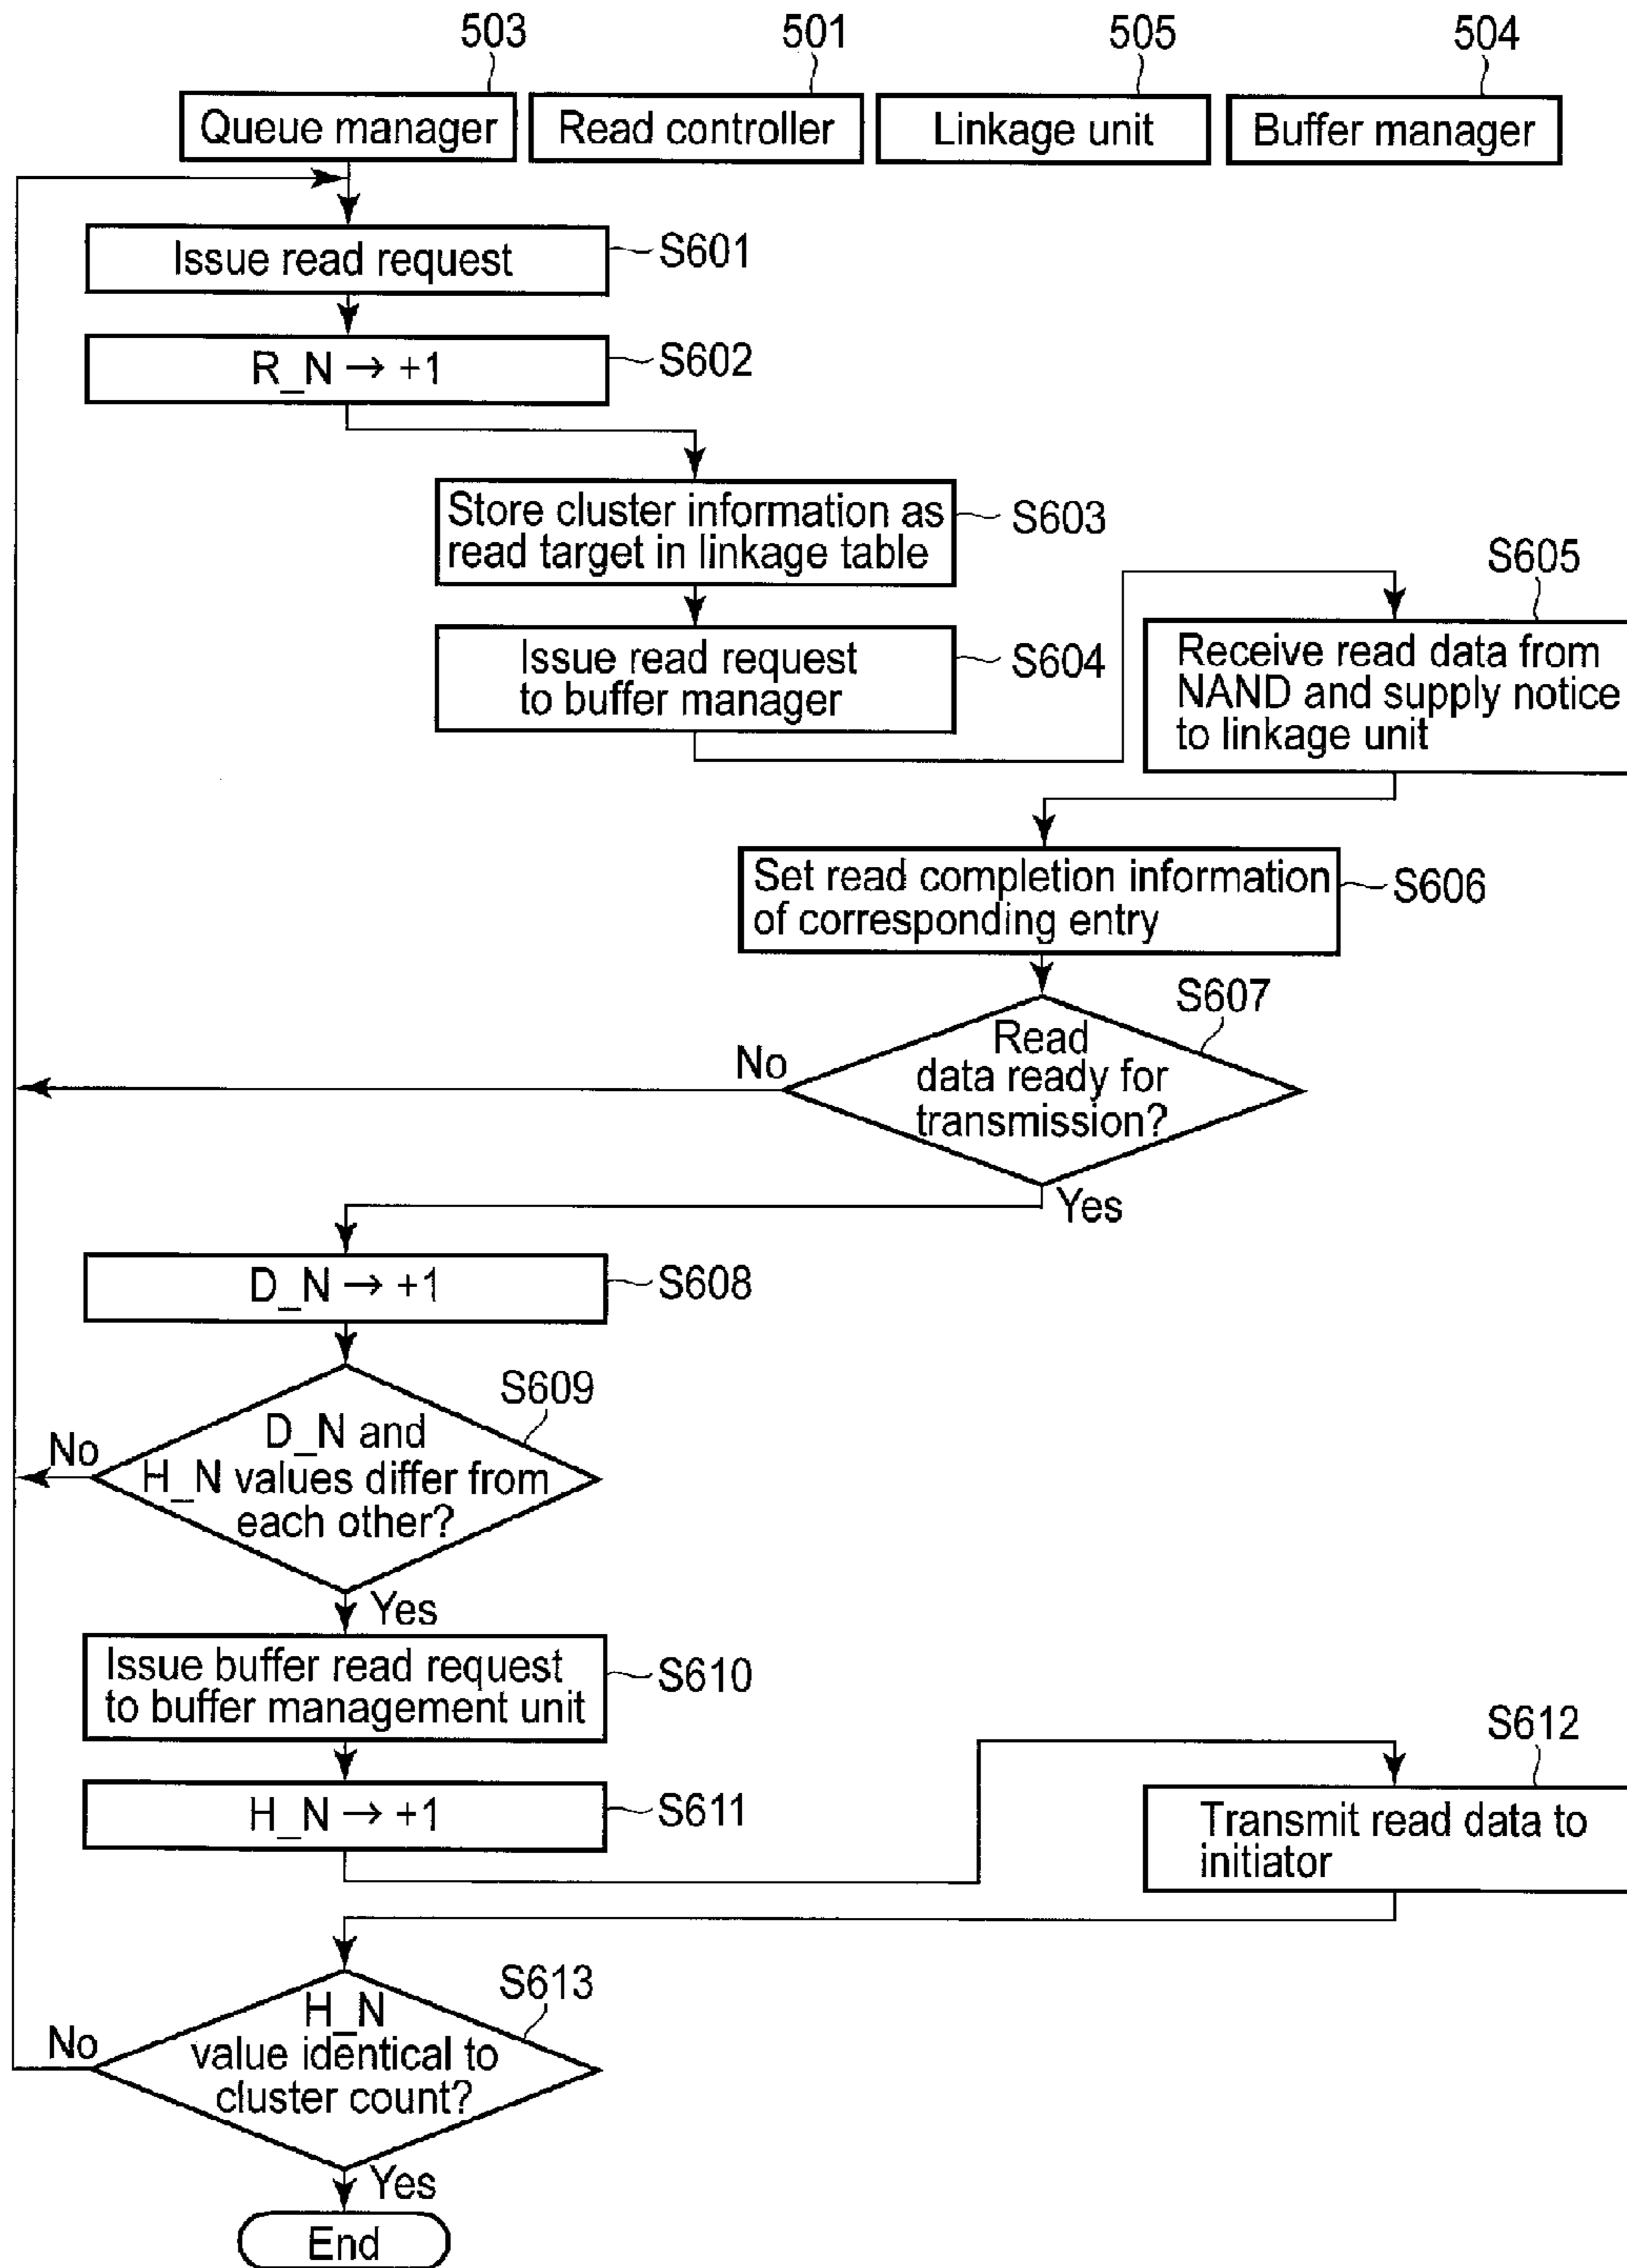 503
501
505
504
Queue manager
Read controller
Linkage unit
Buffer manager
Issue read request
S601
R_N → +1
S602
Store cluster information as
read target in linkage table
S603
Issue read request
to buffer manager
S604
S605
Receive read data from
NAND and supply notice
to linkage unit
Set read completion information
of corresponding entry
S606
S607
Read
data ready for
transmission?
No
Yes
D_N → +1
S608
S609
D_N and
H_N values differ from
each other?
No
Yes
Issue buffer read request
to buffer management unit
S610
H_N → +1
S611
S612
Transmit read data to
initiator
S613
H_N
value identical to
cluster count?
No
Yes
End